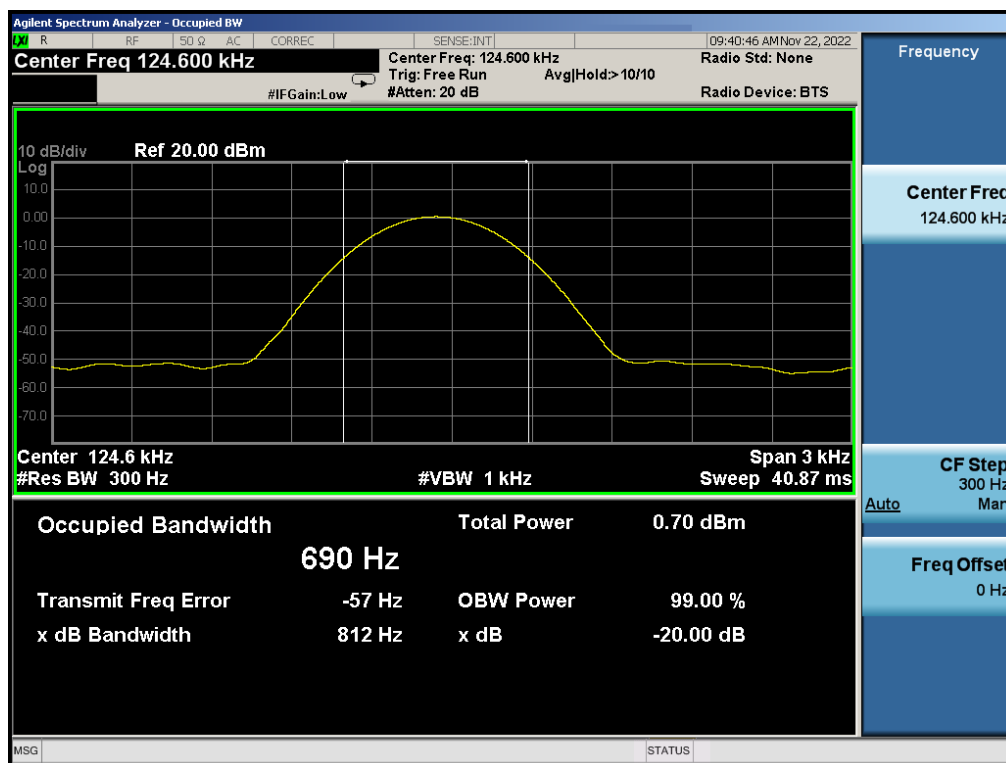 Agilent Spectrum Analyzer - Occupied BW
LXI R RF 50 Ω AC CORREC SENSE:INT 09:40:46 AM Nov 22, 2022
Center Freq 124.600 kHz
Center Freq: 124.600 kHz Radio Std: None
Trig: Free Run Avg|Hold:> 10/10
#IFGain:Low #Atten: 20 dB Radio Device: BTS
10 dB/div Ref 20.00 dBm
Log
10.0
0.00
-10.0
-20.0
-30.0
-40.0
-50.0
-60.0
-70.0
Center 124.6 kHz Span 3 kHz
#Res BW 300 Hz #VBW 1 kHz Sweep 40.87 ms
Occupied Bandwidth Total Power 0.70 dBm
690 Hz
Transmit Freq Error -57 Hz OBW Power 99.00 %
x dB Bandwidth 812 Hz x dB -20.00 dB
MSG STATUS
Frequency
Center Freq
124.600 kHz
CF Step
300 Hz
Auto Man
Freq Offset
0 Hz